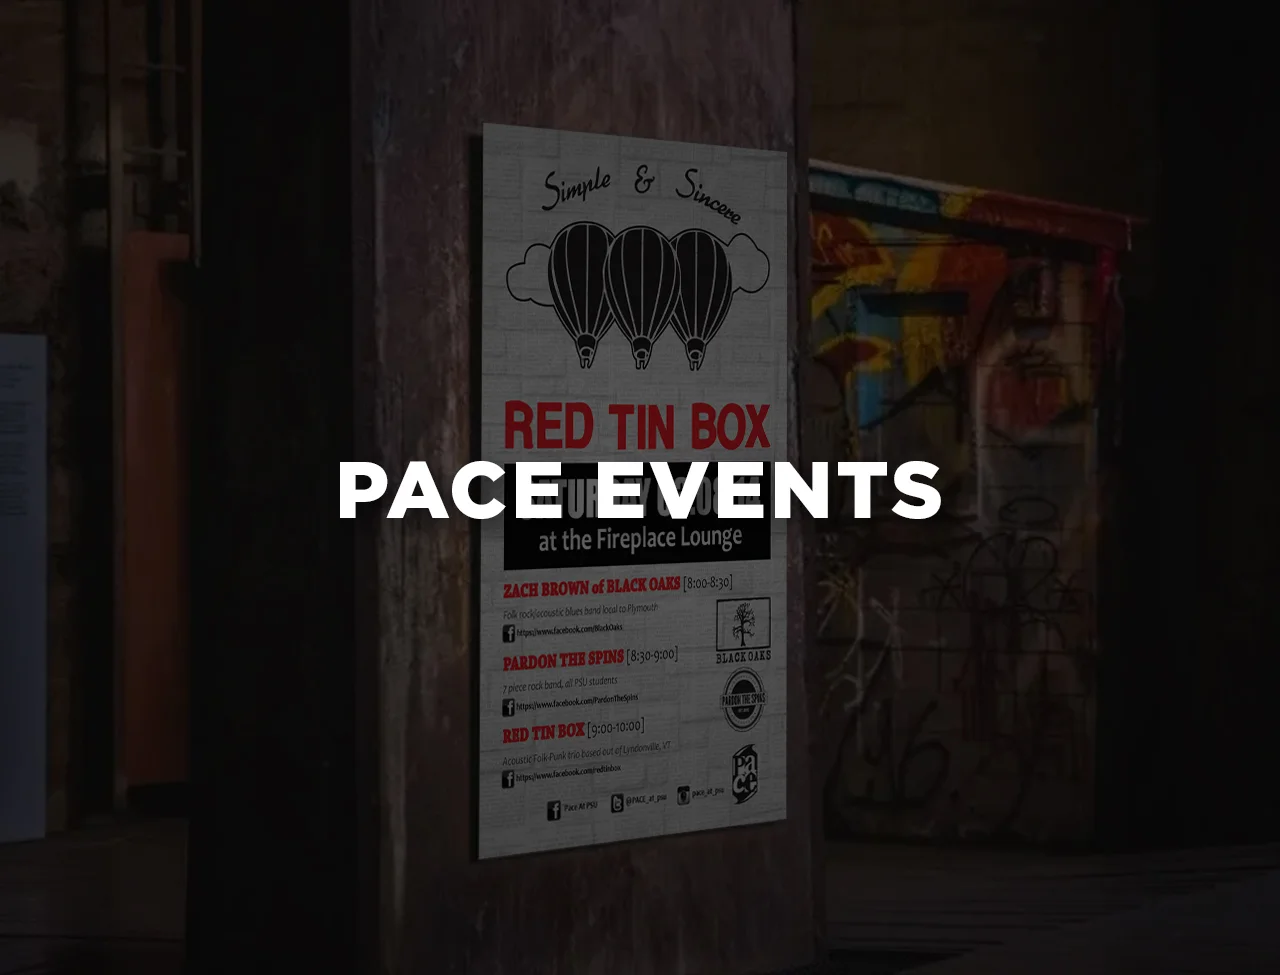 Simple & Sincere
RED TIN BOX
PACE EVENTS
SATURDAY
at the Fireplace Lounge
ZACH BROWN of BLACK OAKS [8:00-8:30]
Folk rock/acoustic blues band local to Plymouth
https://www.facebook.com/BlackOaks
BLACK OAKS
PARDON THE SPINS [8:30-9:00]
7 piece rock band, all PSU students
https://www.facebook.com/PardonTheSpins
PARDON THE SPINS
RED TIN BOX [9:00-10:00]
Acoustic Folk Punk trio based out of Lyndonville, VT
https://www.facebook.com/redtinbox
pace
Pace At PSU
@PACE_at_psu
pace_at_psu